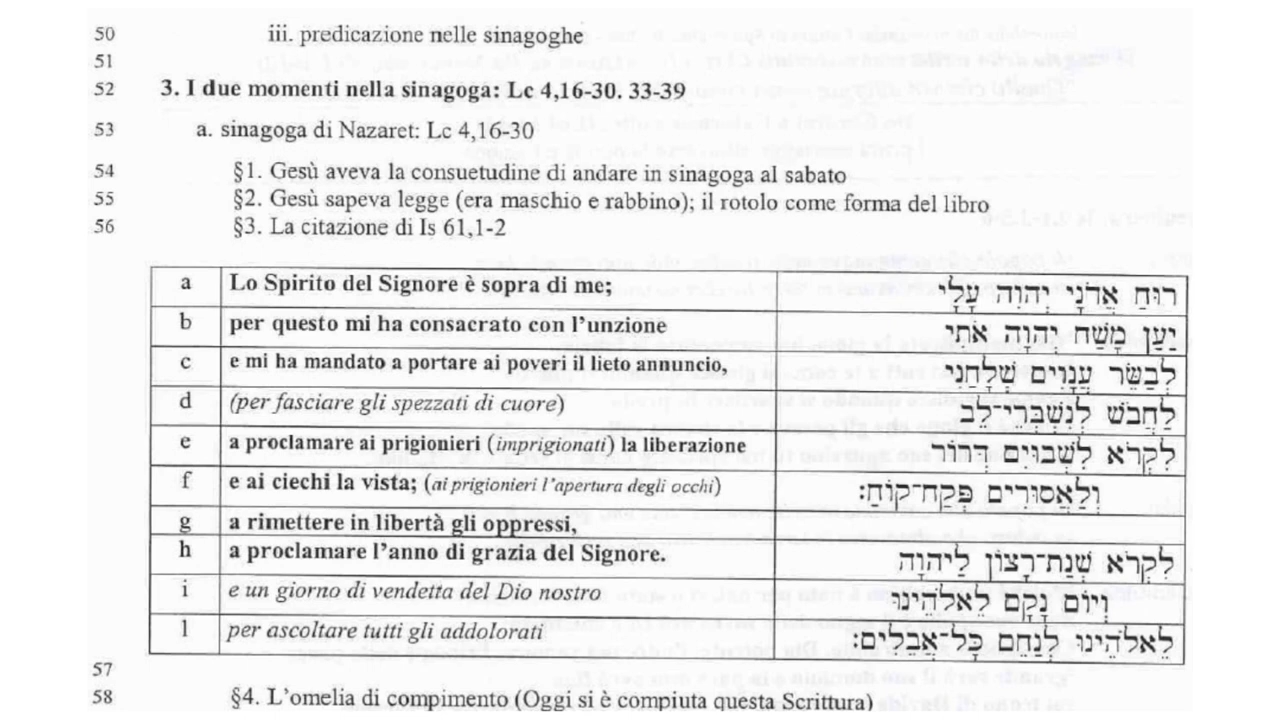 50 iii. predicazione nelle sinagoghe
51
52 3. I due momenti nella sinagoga: Lc 4,16-30. 33-39
53 a. sinagoga di Nazaret: Lc 4,16-30
54 §1. Gesù aveva la consuetudine di andare in sinagoga al sabato
55 §2. Gesù sapeva legge (era maschio e rabbino); il rotolo come forma del libro
56 §3. La citazione di Is 61,1-2
a Lo Spirito del Signore è sopra di me; רוּחַ אֲדֹנָי יְהוִה עָלָי
b per questo mi ha consacrato con l'unzione יַעַן מָשַׁח יְהוָה אֹתִי
c e mi ha mandato a portare ai poveri il lieto annuncio, לְבַשֵּׂר עֲנָוִים שְׁלָחַנִי
d (per fasciare gli spezzati di cuore) לַחֲבֹשׁ לְנִשְׁבְּרֵי־לֵב
e a proclamare ai prigionieri (imprigionati) la liberazione לִקְרֹא לִשְׁבוּיִם דְּרוֹר
f e ai ciechi la vista; (ai prigionieri l'apertura degli occhi) וְלַאֲסוּרִים פְּקַח־קוֹחַ׃
g a rimettere in libertà gli oppressi,
h a proclamare l'anno di grazia del Signore. לִקְרֹא שְׁנַת־רָצוֹן לַיהוָה
i e un giorno di vendetta del Dio nostro וְיוֹם נָקָם לֵאלֹהֵינוּ
l per ascoltare tutti gli addolorati לֵאלֹהֵינוּ לְנַחֵם כָּל־אֲבֵלִים׃
57
58 §4. L'omelia di compimento (Oggi si è compiuta questa Scrittura)